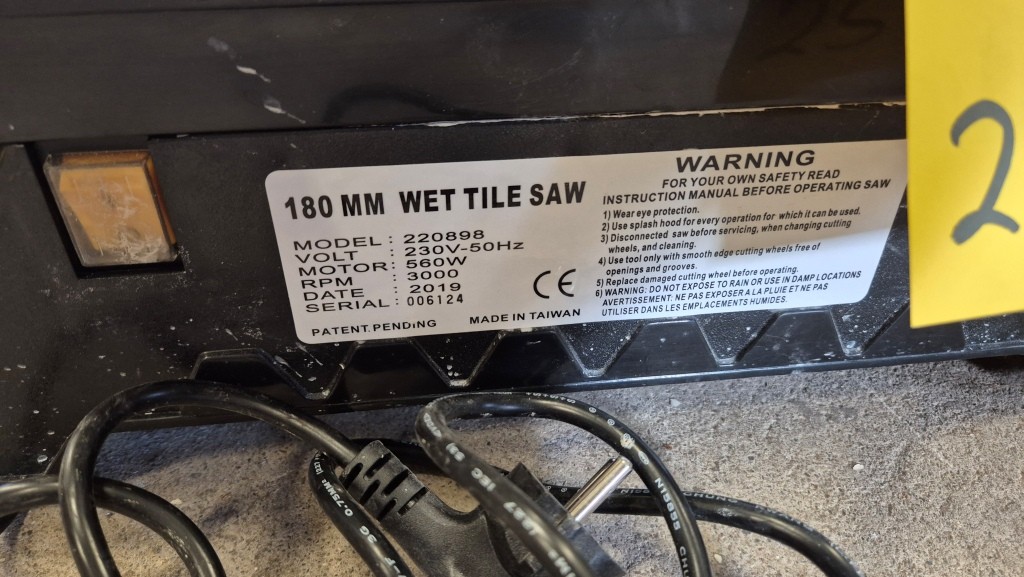 180 MM WET TILE SAW
MODEL : 220898
VOLT : 230V-50Hz
MOTOR : 560W
RPM : 3000
DATE : 2019
SERIAL : 006124
PATENT PENDING
MADE IN TAIWAN
CE
WARNING
FOR YOUR OWN SAFETY READ
INSTRUCTION MANUAL BEFORE OPERATING SAW
1) Wear eye protection.
2) Use splash hood for every operation for which it can be used.
3) Disconnected saw before servicing, when changing cutting
wheels, and cleaning.
4) Use tool only with smooth edge cutting wheels free of
openings and grooves.
5) Replace damaged cutting wheel before operating.
6) WARNING: DO NOT EXPOSE TO RAIN OR USE IN DAMP LOCATIONS
AVERTISSEMENT: NE PAS EXPOSER A LA PLUIE ET NE PAS
UTILISER DANS LES EMPLACEMENTS HUMIDES.
2
0.75MM²